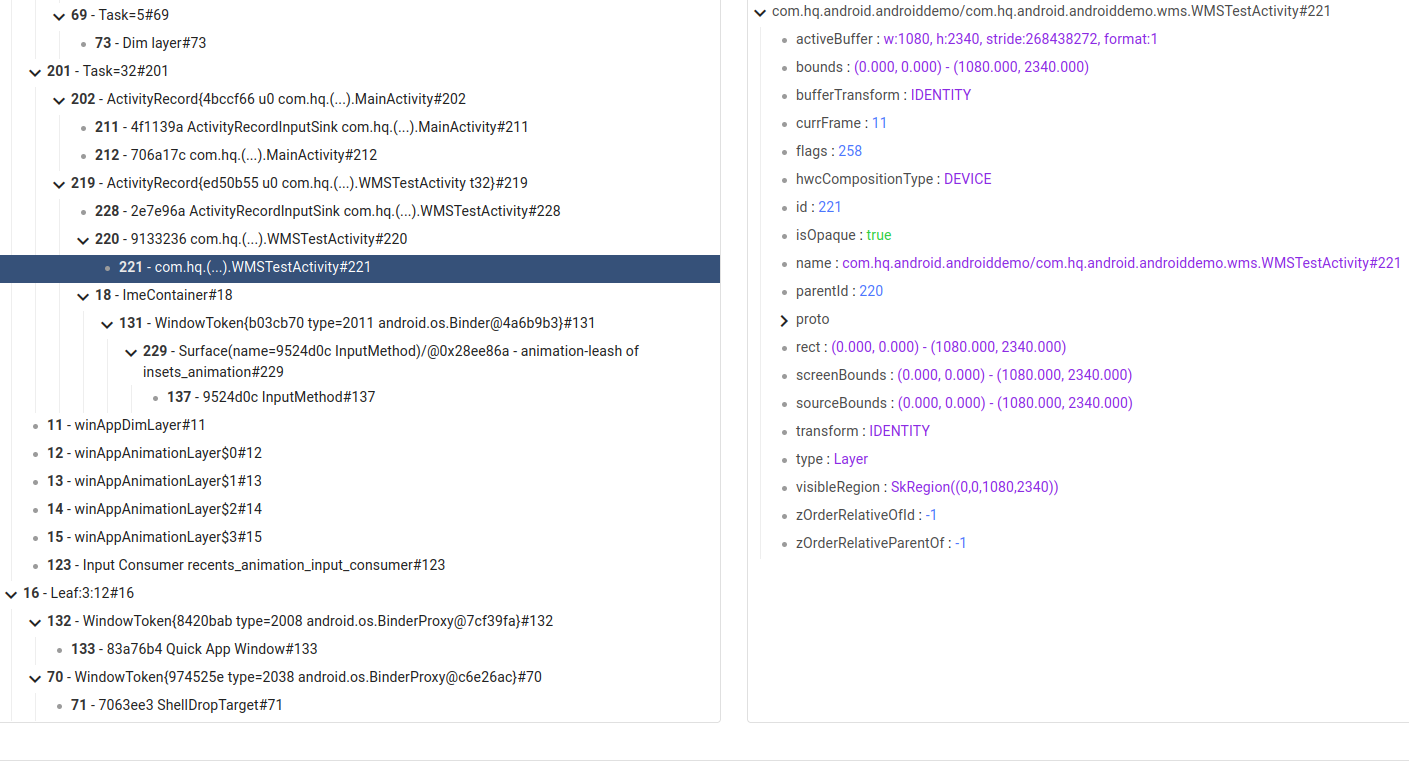 69 - Task=5#69
73 - Dim layer#73
201 - Task=32#201
202 - ActivityRecord{4bccf66 u0 com.hq.(...).MainActivity#202
211 - 4f1139a ActivityRecordInputSink com.hq.(...).MainActivity#211
212 - 706a17c com.hq.(...).MainActivity#212
219 - ActivityRecord{ed50b55 u0 com.hq.(...).WMSTestActivity t32}#219
228 - 2e7e96a ActivityRecordInputSink com.hq.(...).WMSTestActivity#228
220 - 9133236 com.hq.(...).WMSTestActivity#220
221 - com.hq.(...).WMSTestActivity#221
18 - ImeContainer#18
131 - WindowToken{b03cb70 type=2011 android.os.Binder@4a6b9b3}#131
229 - Surface(name=9524d0c InputMethod)/@0x28ee86a - animation-leash of
insets_animation#229
137 - 9524d0c InputMethod#137
11 - winAppDimLayer#11
12 - winAppAnimationLayer$0#12
13 - winAppAnimationLayer$1#13
14 - winAppAnimationLayer$2#14
15 - winAppAnimationLayer$3#15
123 - Input Consumer recents_animation_input_consumer#123
16 - Leaf:3:12#16
132 - WindowToken{8420bab type=2008 android.os.BinderProxy@7cf39fa}#132
133 - 83a76b4 Quick App Window#133
70 - WindowToken{974525e type=2038 android.os.BinderProxy@c6e26ac}#70
71 - 7063ee3 ShellDropTarget#71
com.hq.android.androiddemo/com.hq.android.androiddemo.wms.WMSTestActivity#221
activeBuffer : w:1080, h:2340, stride:268438272, format:1
bounds : (0.000, 0.000) - (1080.000, 2340.000)
bufferTransform : IDENTITY
currFrame : 11
flags : 258
hwcCompositionType : DEVICE
id : 221
isOpaque : true
name : com.hq.android.androiddemo/com.hq.android.androiddemo.wms.WMSTestActivity#221
parentId : 220
proto
rect : (0.000, 0.000) - (1080.000, 2340.000)
screenBounds : (0.000, 0.000) - (1080.000, 2340.000)
sourceBounds : (0.000, 0.000) - (1080.000, 2340.000)
transform : IDENTITY
type : Layer
visibleRegion : SkRegion((0,0,1080,2340))
zOrderRelativeOfId : -1
zOrderRelativeParentOf : -1